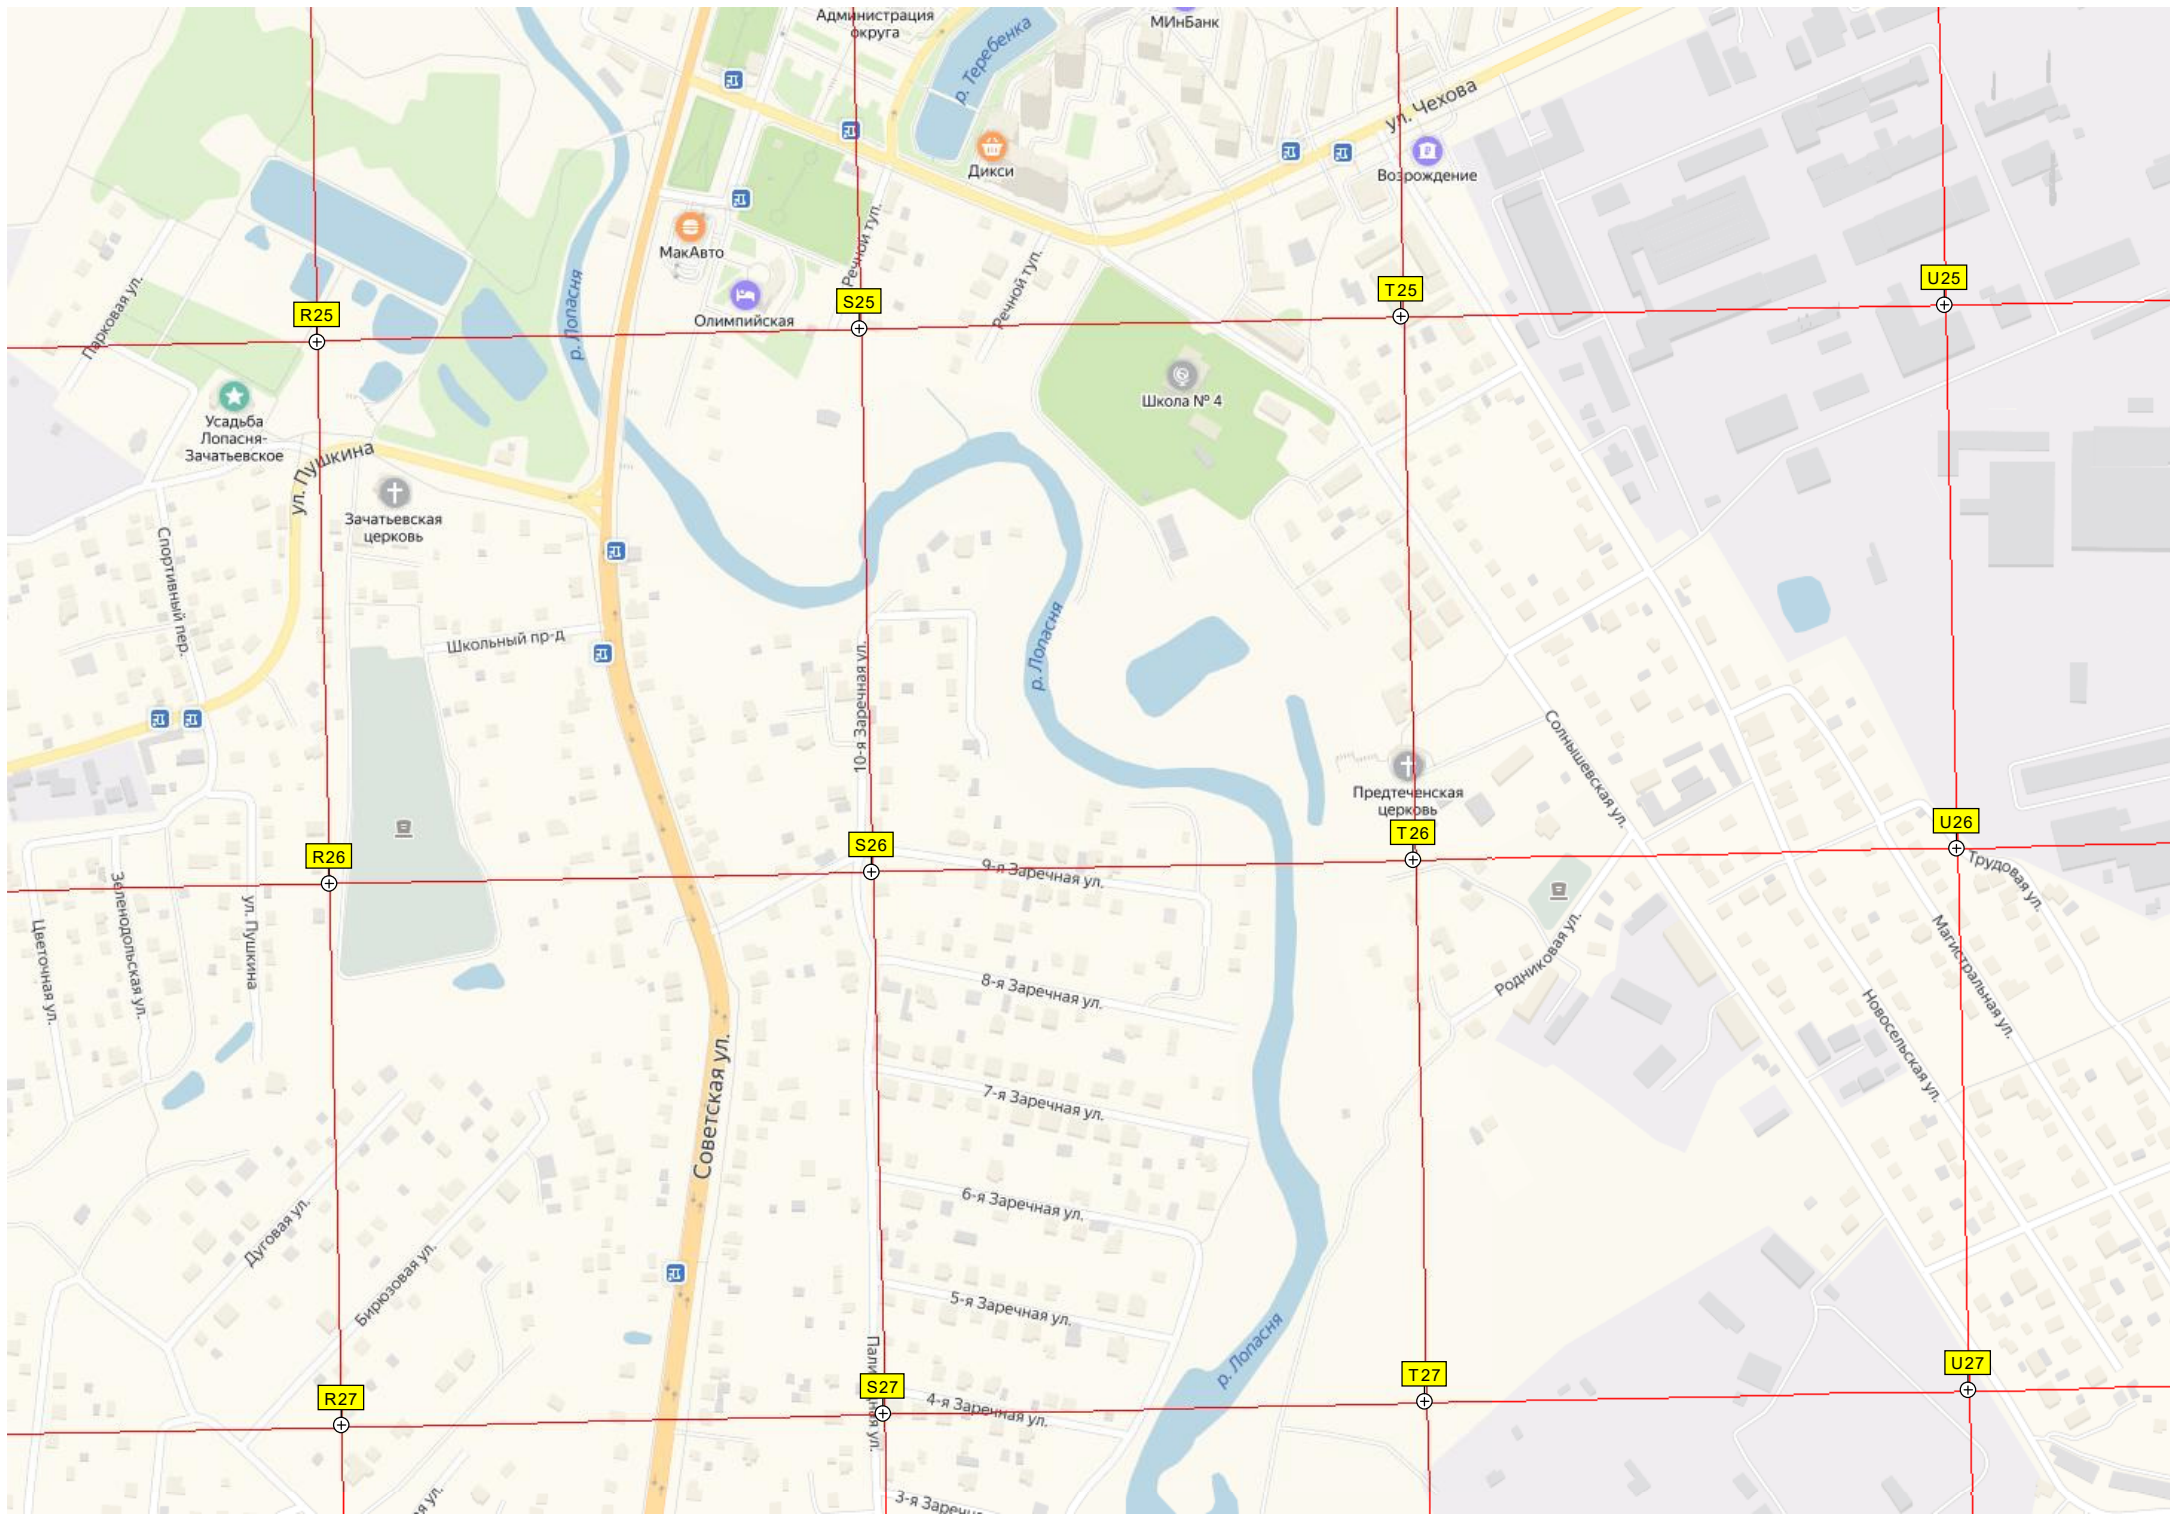 Администрация
округа
р. Теребенка
МИнБанк
ул. Чехова
Дикси
Возрождение
МакАвто
Речной туп.
Речной туп.
р. Лопасня
Олимпийская
Парковая ул.
R25
S25
T25
U25
Школа № 4
Усадьба
Лопасня-
Зачатьевское
ул. Пушкина
Зачатьевская
церковь
Спортивный пер.
Школьный пр-д
р. Лопасня
10-я Заречная ул.
Солнышевская ул.
Предтеченская
церковь
R26
S26
T26
U26
9-я Заречная ул.
Трудовая ул.
Цветочная ул.
Зеленодольская ул.
ул. Пушкина
8-я Заречная ул.
Родниковая ул.
Магистральная ул.
Новосельская ул.
Советская ул.
7-я Заречная ул.
6-я Заречная ул.
Дуговая ул.
Бирюзовая ул.
5-я Заречная ул.
р. Лопасня
R27
S27
T27
U27
4-я Заречная ул.
3-я